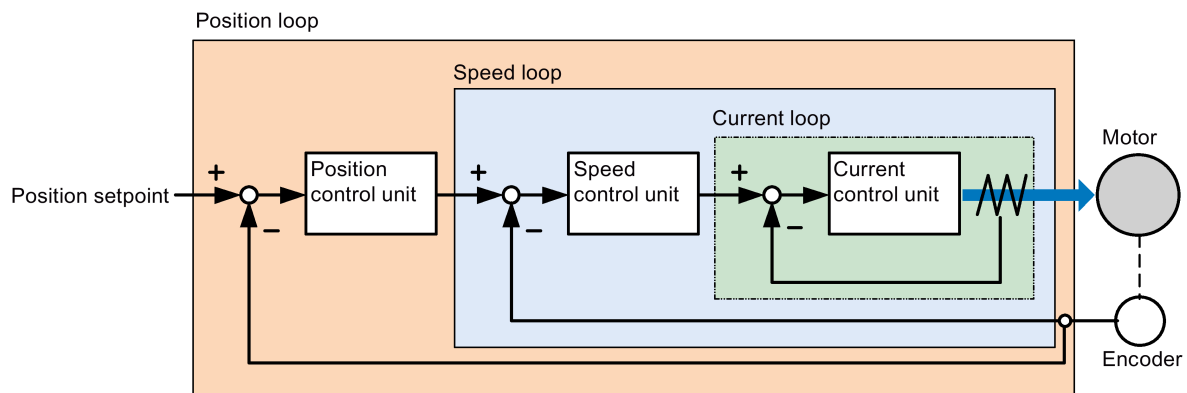 Position loop
Speed loop
Current loop
Motor
+
Position
control unit
+
Speed
control unit
+
Current
control unit
Position setpoint
−
−
−
Encoder